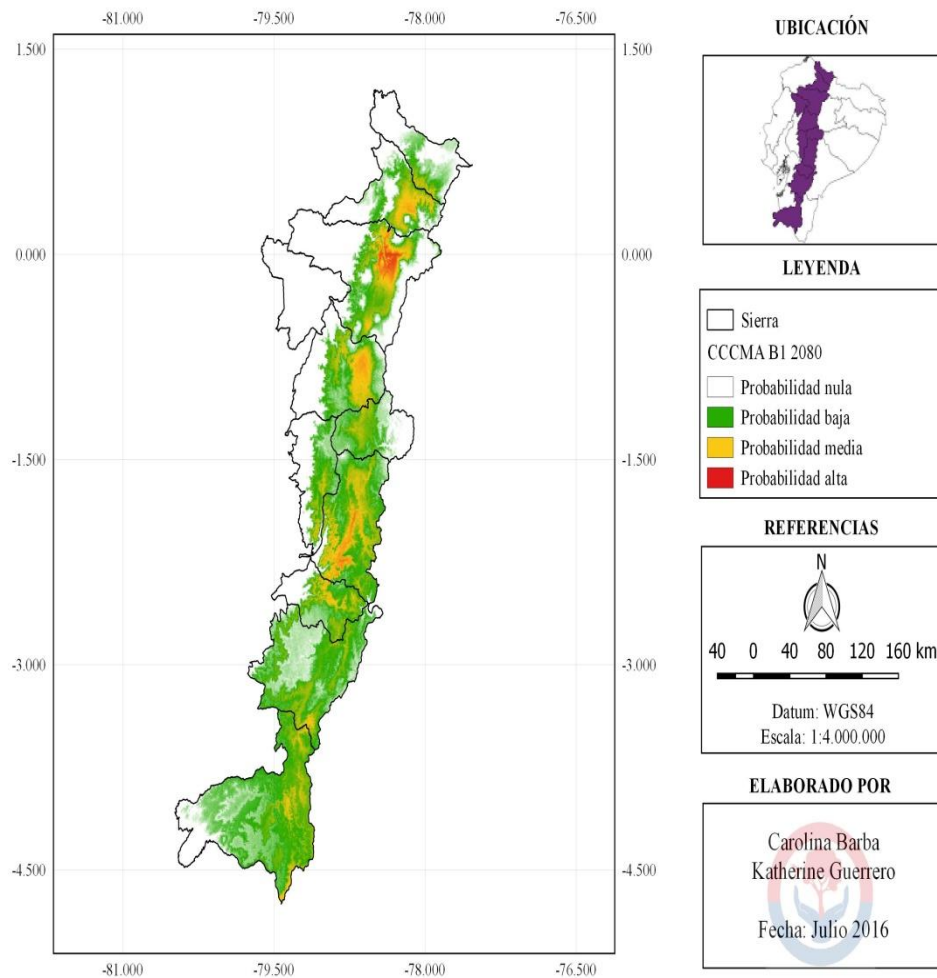 -81.000 -79.500 -78.000 -76.500
1.500
0.000
-1.500
-3.000
-4.500
1.500
0.000
-1.500
-3.000
-4.500
-81.000 -79.500 -78.000 -76.500
UBICACIÓN
LEYENDA
Sierra
CCCMA B1 2080
Probabilidad nula
Probabilidad baja
Probabilidad media
Probabilidad alta
REFERENCIAS
N
40 0 40 80 120 160 km
Datum: WGS84
Escala: 1:4.000.000
ELABORADO POR
Carolina Barba
Katherine Guerrero
Fecha: Julio 2016